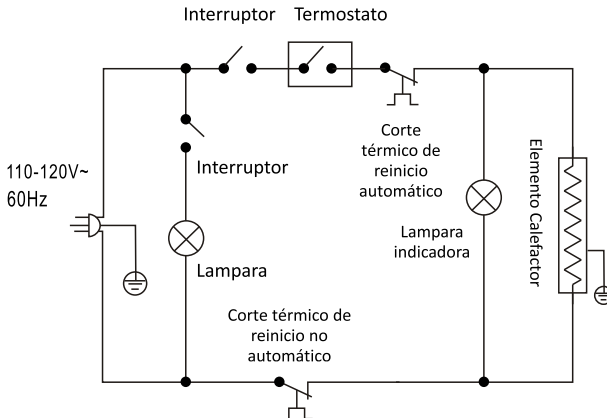 Interruptor
Termostato
Corte
térmico de
reinicio
automático
Interruptor
110-120V~
60Hz
Lampara
indicadora
Elemento Calefactor
Lampara
Corte térmico de
reinicio no
automático